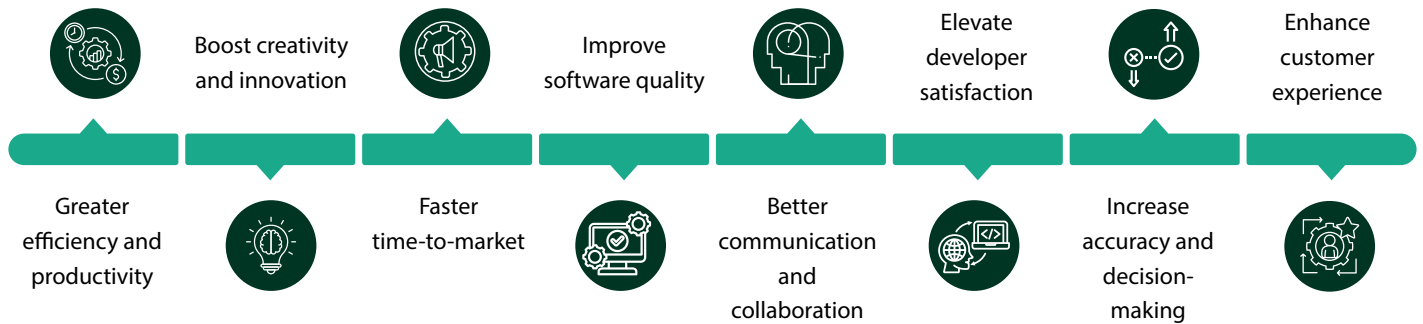 Greater
efficiency and
productivity
Boost creativity
and innovation
Faster
time-to-market
Improve
software quality
Better
communication
and
collaboration
Elevate
developer
satisfaction
Increase
accuracy and
decision-
making
Enhance
customer
experience